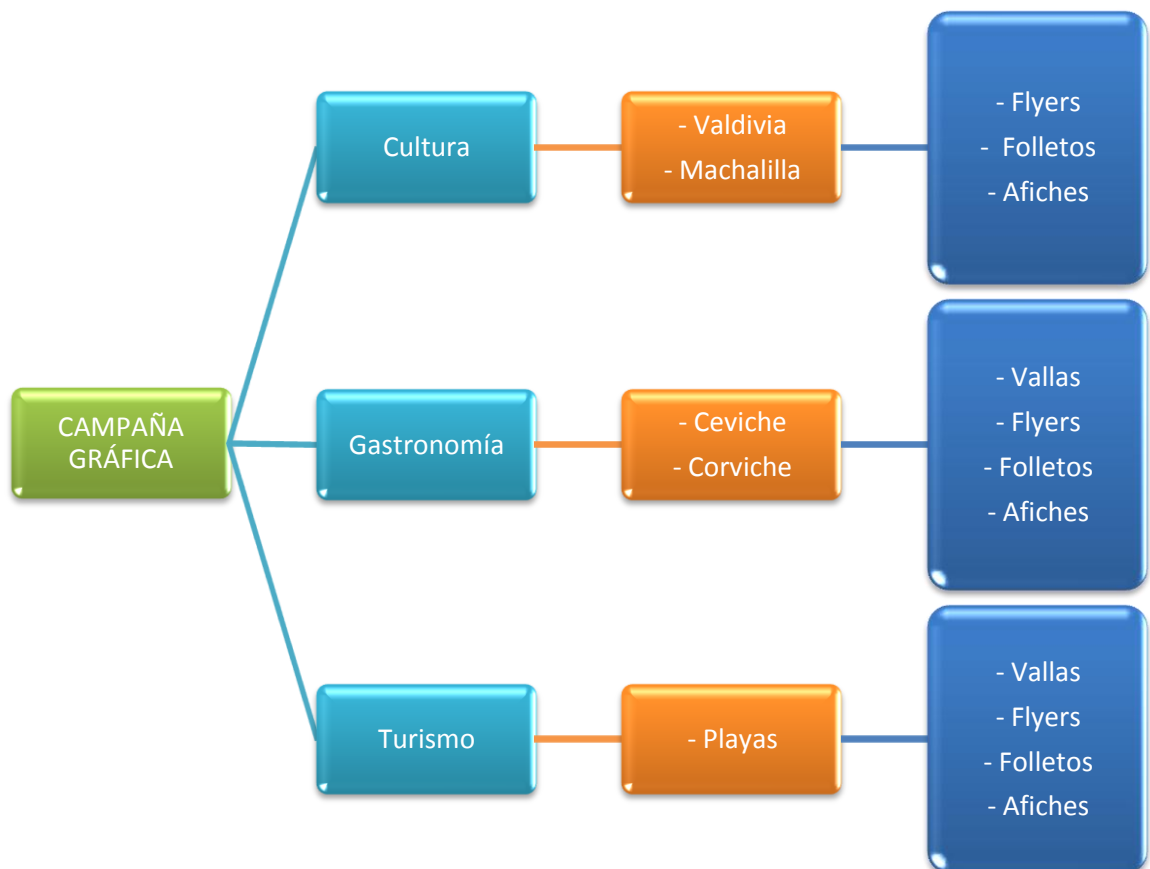 CAMPAÑA
GRÁFICA
Cultura
- Valdivia
- Machalilla
- Flyers
- Folletos
- Afiches
Gastronomía
- Ceviche
- Corviche
- Vallas
- Flyers
- Folletos
- Afiches
Turismo
- Playas
- Vallas
- Flyers
- Folletos
- Afiches